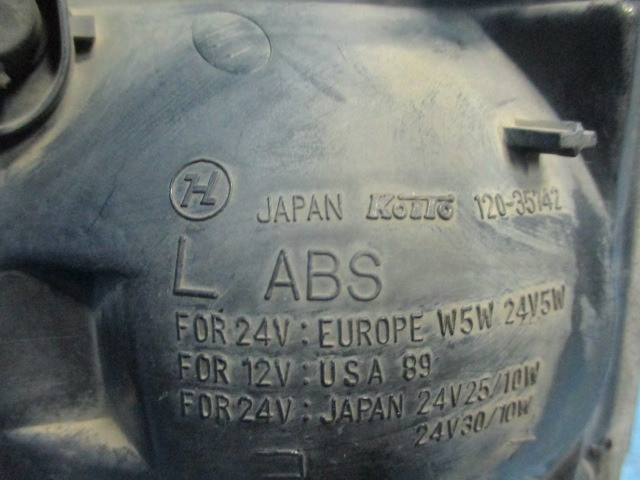 H JAPAN KOITO 120-35142
L ABS
FOR 24V : EUROPE W5W 24V5W
FOR 12V : USA 89
FOR 24V : JAPAN 24V25/10W
24V30/10W